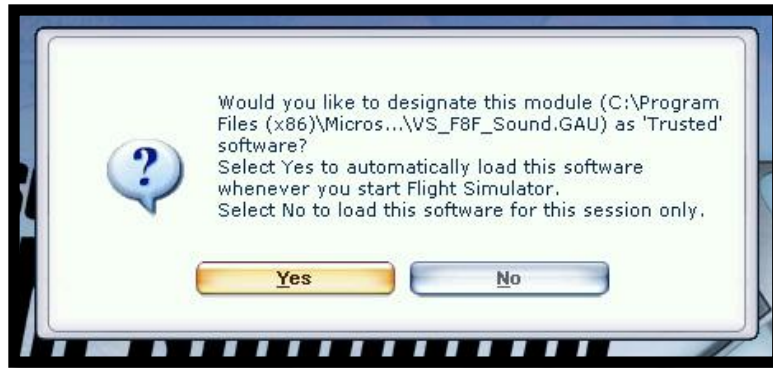 Would you like to designate this module (C:\Program
Files (x86)\Micros...\VS_F8F_Sound.GAU) as 'Trusted'
software?
Select Yes to automatically load this software
whenever you start Flight Simulator.
Select No to load this software for this session only.
Yes
No